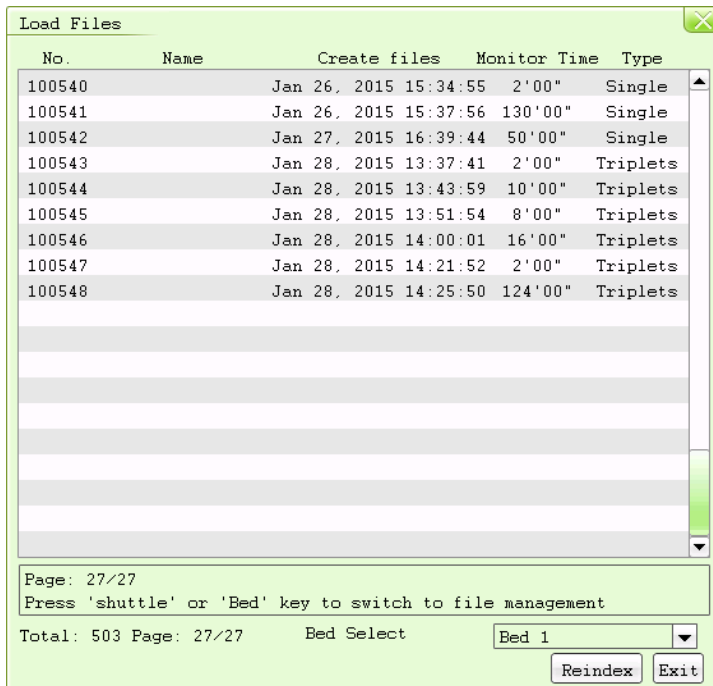 Load Files
No. Name Create files Monitor Time Type
100540 Jan 26, 2015 15:34:55 2'00" Single
100541 Jan 26, 2015 15:37:56 130'00" Single
100542 Jan 27, 2015 16:39:44 50'00" Single
100543 Jan 28, 2015 13:37:41 2'00" Triplets
100544 Jan 28, 2015 13:43:59 10'00" Triplets
100545 Jan 28, 2015 13:51:54 8'00" Triplets
100546 Jan 28, 2015 14:00:01 16'00" Triplets
100547 Jan 28, 2015 14:21:52 2'00" Triplets
100548 Jan 28, 2015 14:25:50 124'00" Triplets
Page: 27/27
Press 'shuttle' or 'Bed' key to switch to file management
Total: 503 Page: 27/27 Bed Select Bed 1
Reindex Exit